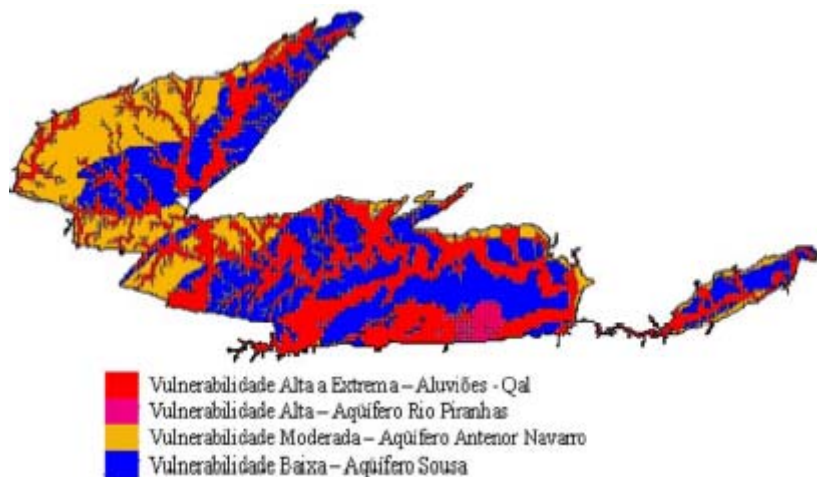 Vulnerabilidade Alta a Extrema – Aluviões - Qal
Vulnerabilidade Alta – Aqüífero Rio Piranhas
Vulnerabilidade Moderada – Aqüífero Antenor Navarro
Vulnerabilidade Baixa – Aqüífero Sousa